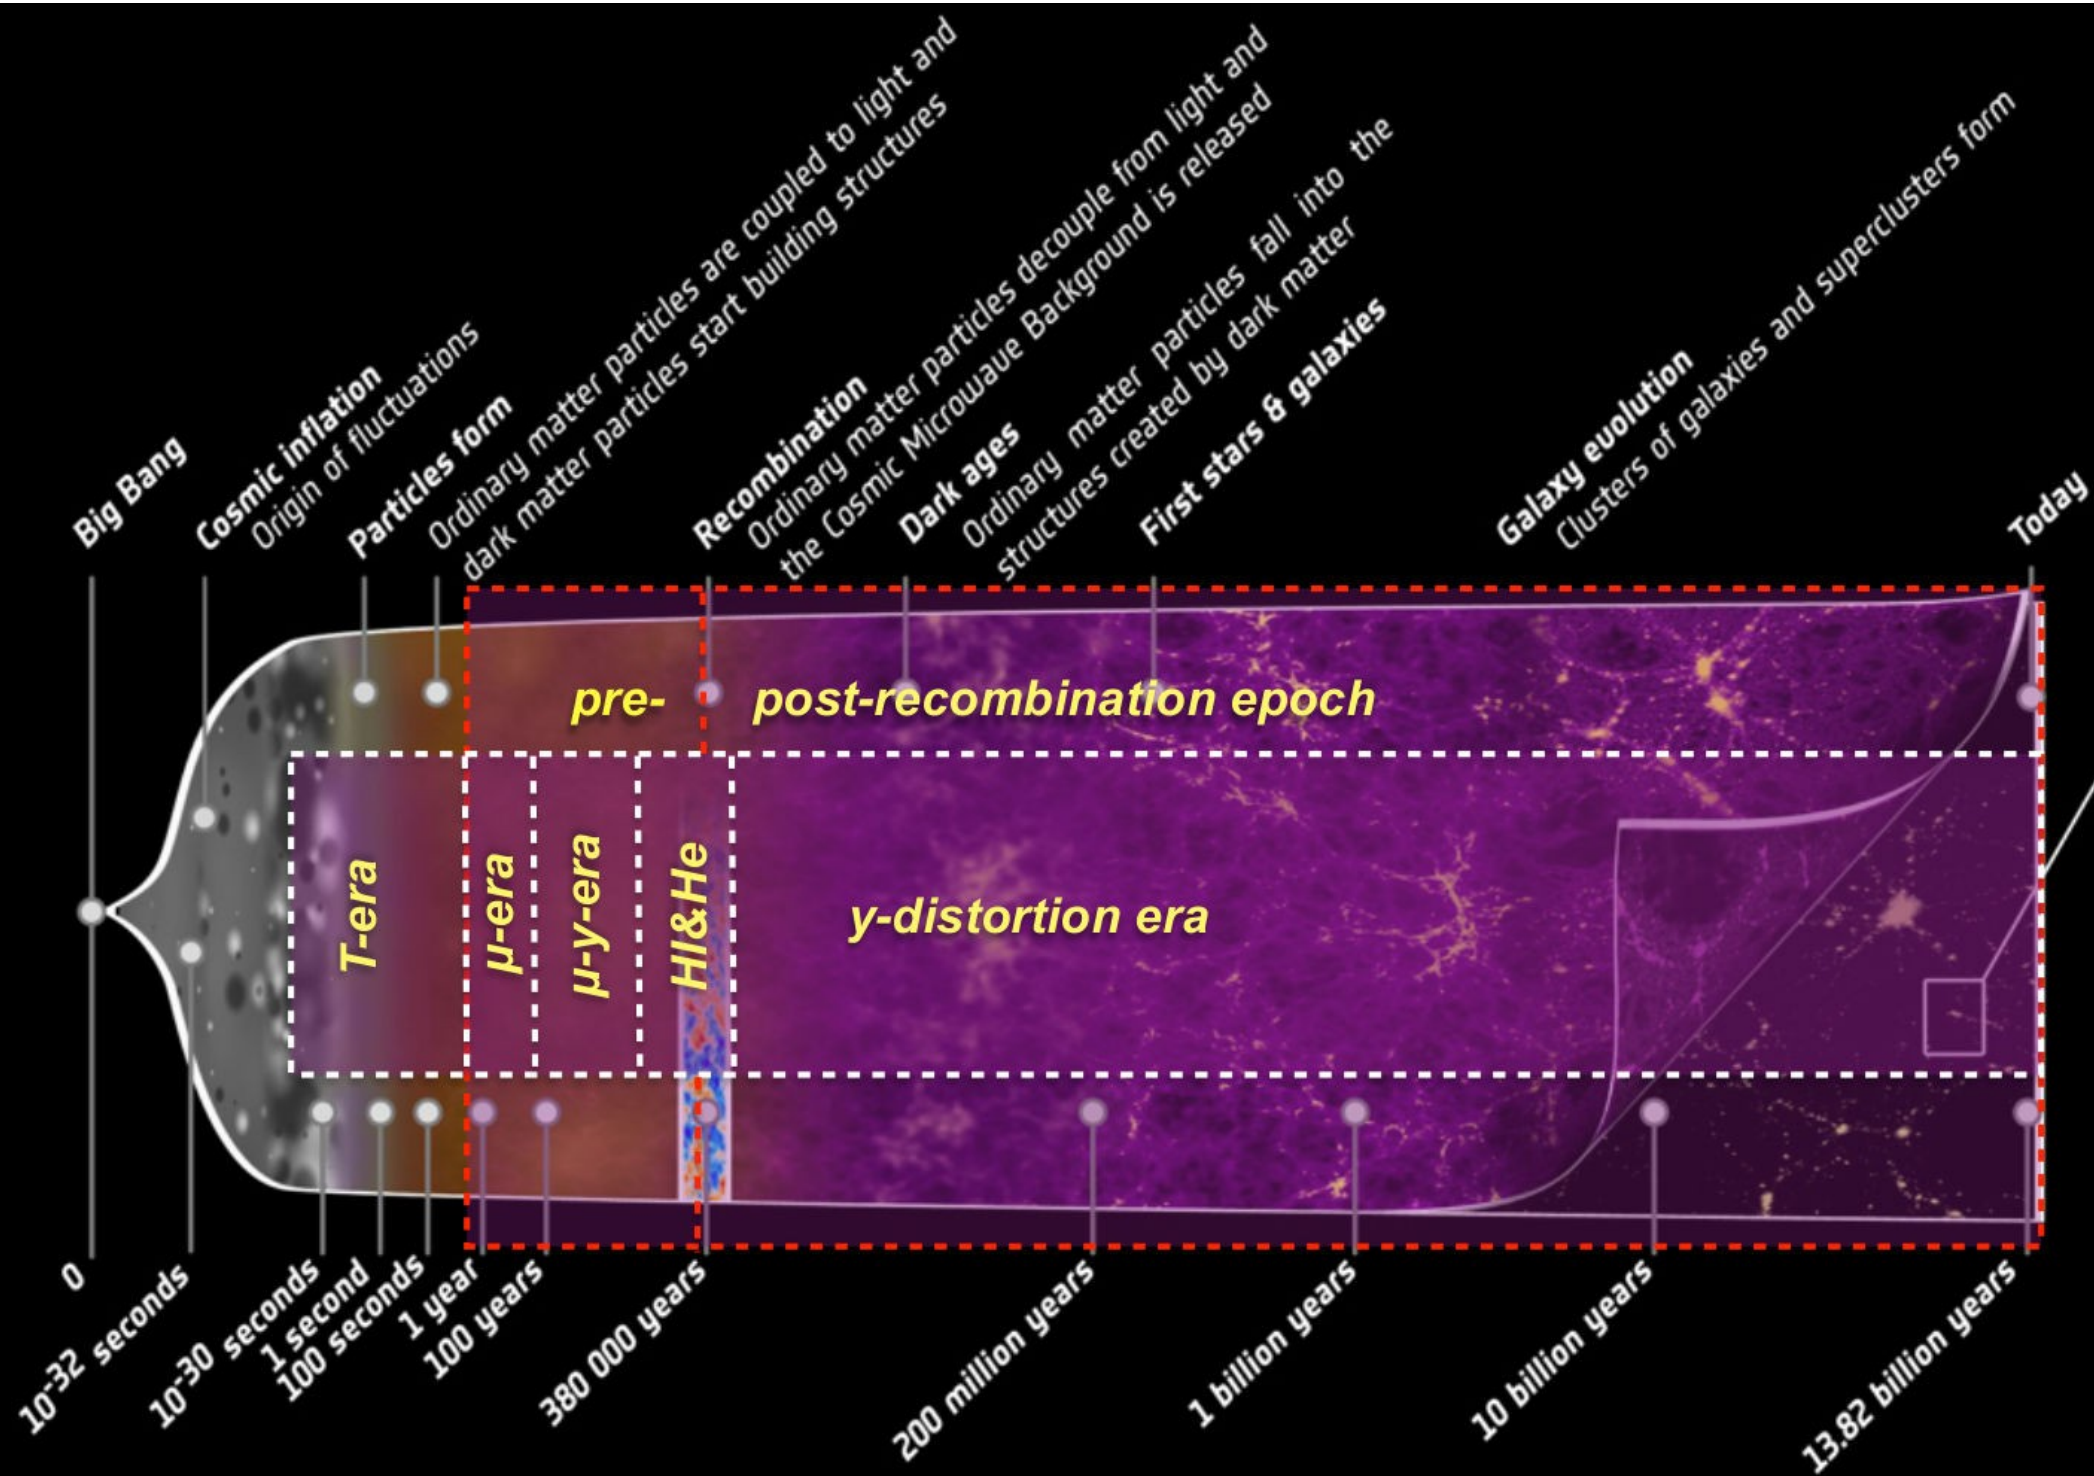 Big Bang
Cosmic inflation
Origin of fluctuations
Particles form
Ordinary matter particles are coupled to light and
dark matter particles start building structures
Recombination
Ordinary matter particles decouple from light and
the Cosmic Microwave Background is released
Dark ages
Ordinary matter particles fall into the
structures created by dark matter
First stars & galaxies
Galaxy evolution
Clusters of galaxies and superclusters form
Today
pre-
post-recombination epoch
T-era
μ-era
μ-y-era
HI&He
y-distortion era
0
10-32 seconds
10-30 seconds
1 second
100 seconds
1 year
100 years
380 000 years
200 million years
1 billion years
10 billion years
13.82 billion years